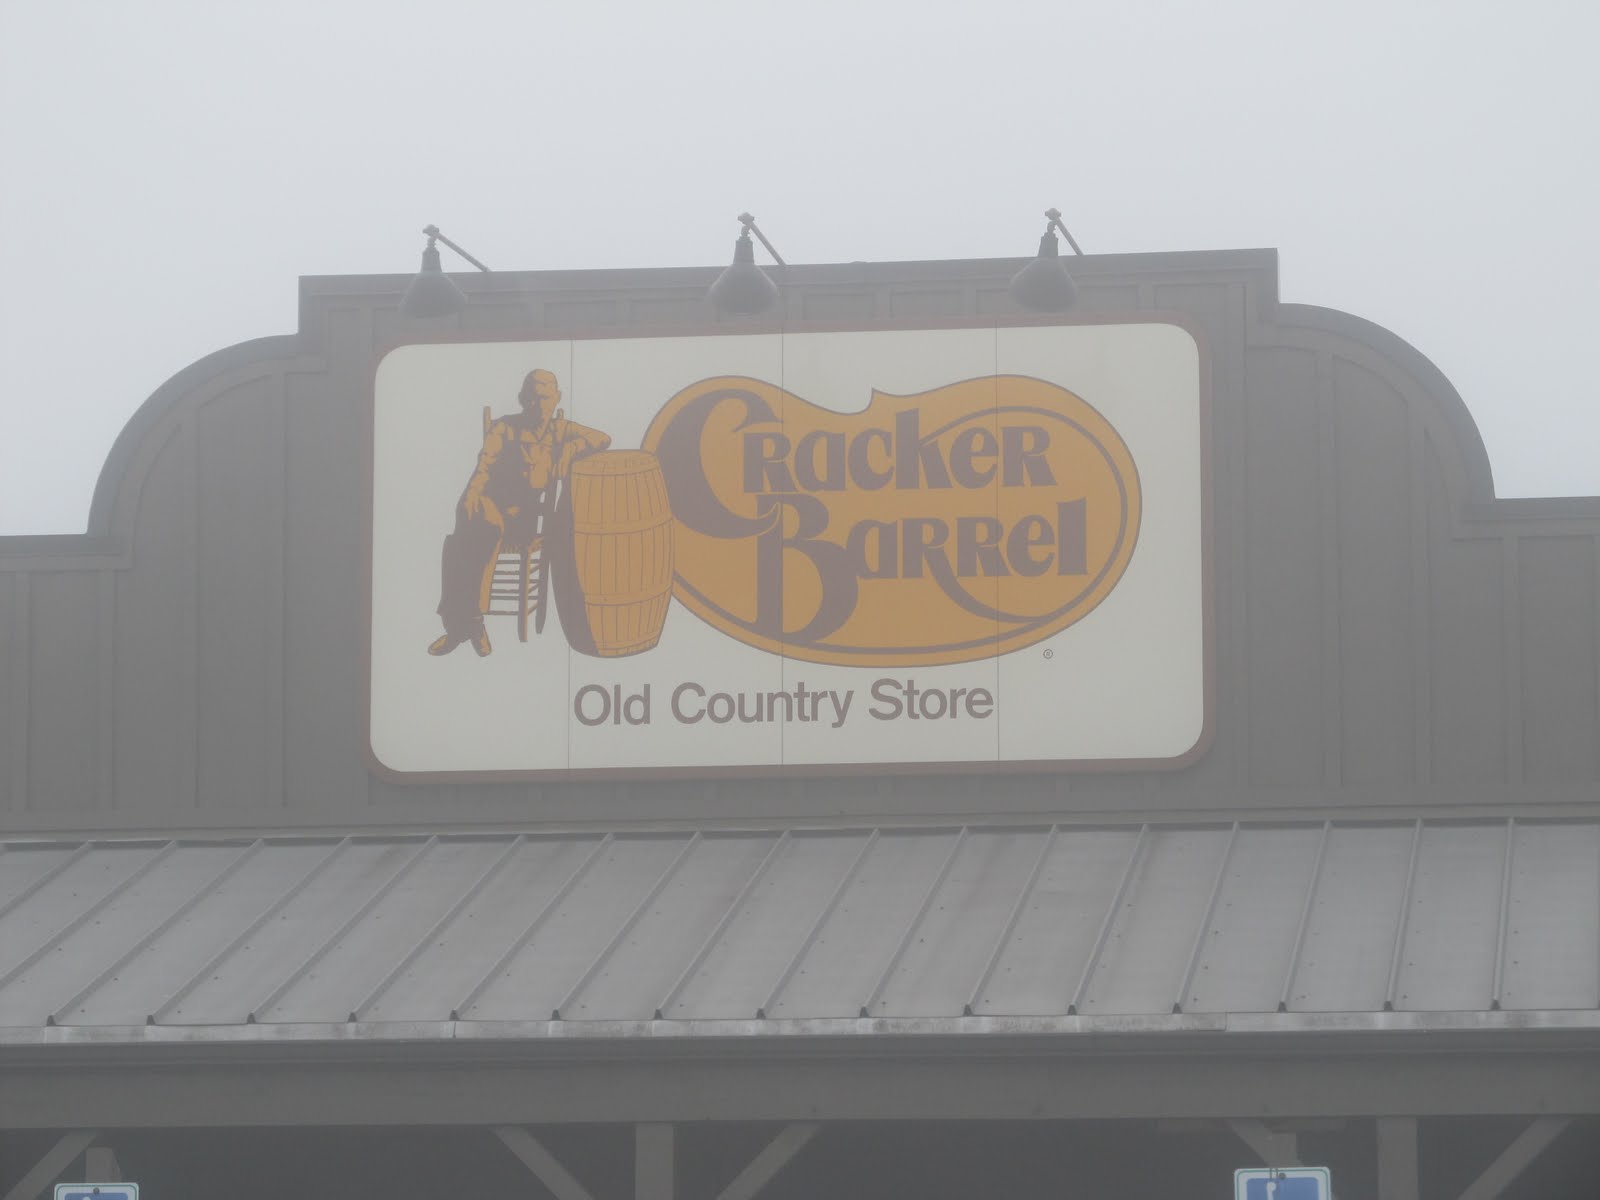 Cracker
Barrel
®
Old Country Store